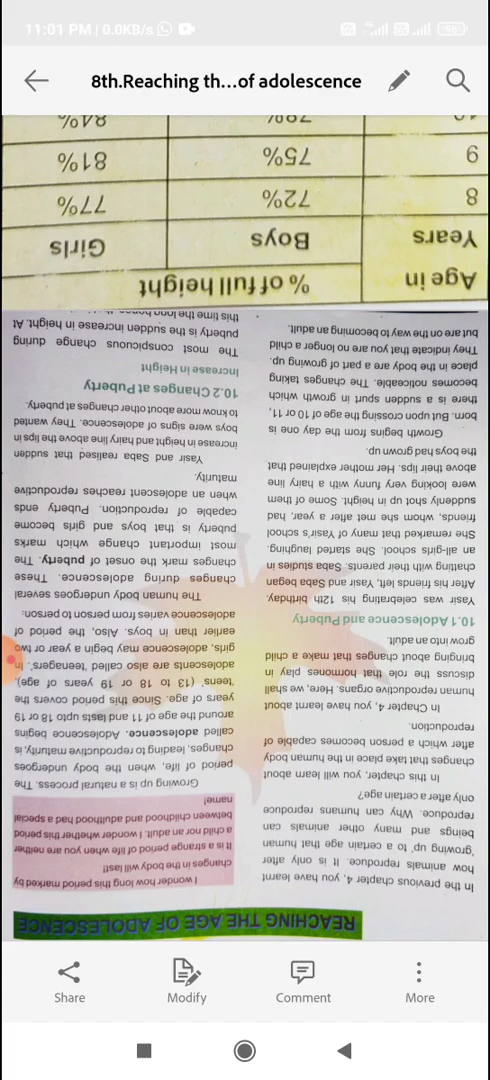 11:01 PM | 0.0KB/s
8th.Reaching th...of adolescence
REACHING THE AGE OF ADOLESCENCE
In the previous chapter 4, you have learnt
how animals reproduce. It is only after
'growing up' to a certain age that human
beings and many other animals can
reproduce. Why can humans reproduce
only after a certain age?
In this chapter, you will learn about
changes that take place in the human body
after which a person becomes capable of
reproduction.
In Chapter 4, you have learnt about
human reproductive organs. Here, we shall
discuss the role that hormones play in
bringing about changes that make a child
grow into an adult.
10.1 Adolescence and Puberty
Yasir was celebrating his 12th birthday.
After his friends left, Yasir and Saba began
chatting with their parents. Saba studies in
an all-girls school. She started laughing.
She remarked that many of Yasir's school
friends, whom she met after a year, had
suddenly shot up in height. Some of them
were looking very funny with a hairy line
above their lips. Her mother explained that
the boys had grown up.
Growth begins from the day one is
born. But upon crossing the age of 10 or 11,
there is a sudden spurt in growth which
becomes noticeable. The changes taking
place in the body are a part of growing up.
They indicate that you are no longer a child
but are on the way to becoming an adult.
I wonder how long this period marked by
changes in the body will last!
It is a strange period of life when you are neither
a child nor an adult. I wonder whether this period
between childhood and adulthood had a special
name!
Growing up is a natural process. The
period of life, when the body undergoes
changes, leading to reproductive maturity, is
called adolescence. Adolescence begins
around the age of 11 and lasts upto 18 or 19
years of age. Since this period covers the
'teens' (13 to 18 or 19 years of age),
adolescents are also called 'teenagers'. In
girls, adolescence may begin a year or two
earlier than in boys. Also, the period of
adolescence varies from person to person.
The human body undergoes several
changes during adolescence. These
changes mark the onset of puberty. The
most important change which marks
puberty is that boys and girls become
capable of reproduction. Puberty ends
when an adolescent reaches reproductive
maturity.
Yasir and Saba realised that sudden
increase in height and hairy line above the lips in
boys were signs of adolescence. They wanted
to know more about other changes at puberty.
10.2 Changes at Puberty
Increase in Height
The most conspicuous change during
puberty is the sudden increase in height. At
this time the long
Age in
Years
% of full height
Boys
Girls
8 72% 77%
9 75% 81%
10 78% 84%
Share
Modify
Comment
More